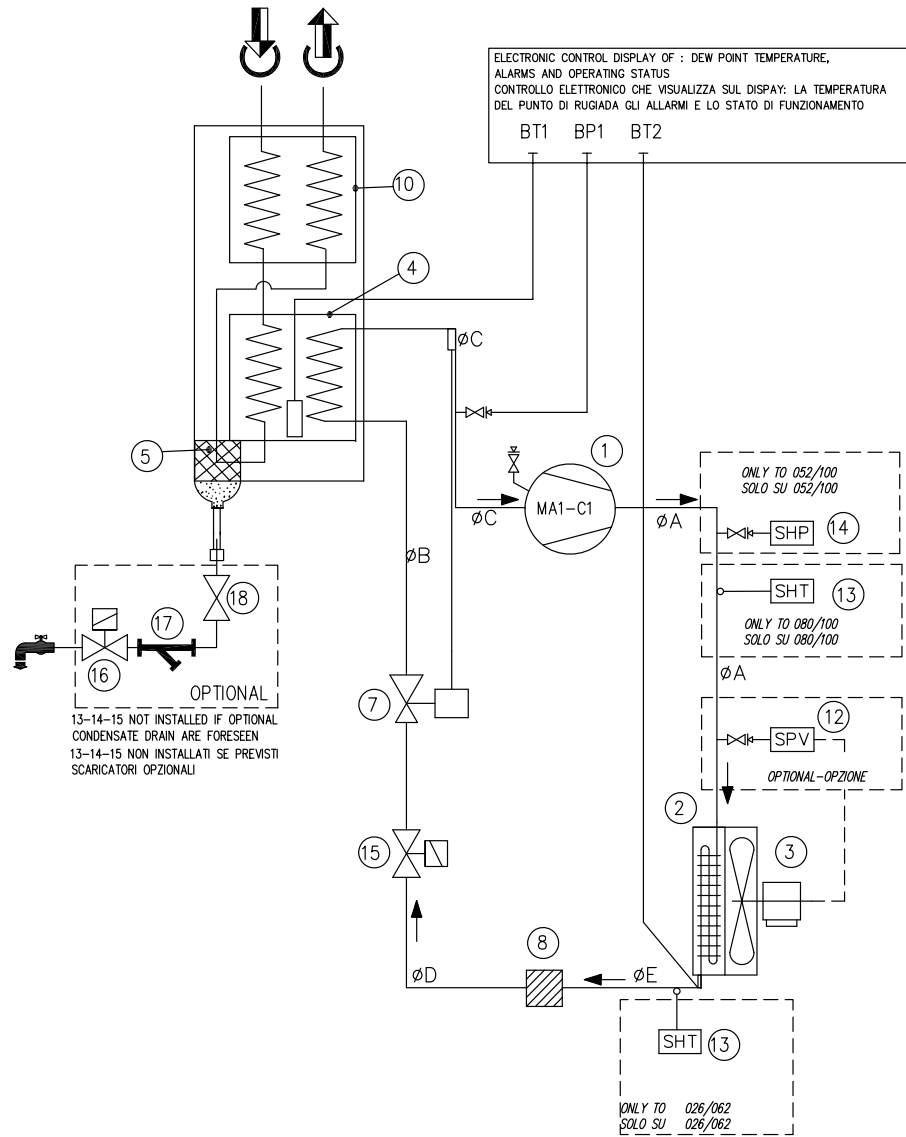 ELECTRONIC CONTROL DISPLAY OF : DEW POINT TEMPERATURE,
ALARMS AND OPERATING STATUS
CONTROLLO ELETTRONICO CHE VISUALIZZA SUL DISPAY: LA TEMPERATURA
DEL PUNTO DI RUGIADA GLI ALLARMI E LO STATO DI FUNZIONAMENTO
BT1 BP1 BT2
10
4
øC
5
1
MA1-C1
øC
øA
ONLY TO 052/100
SOLO SU 052/100
SHP 14
øB
SHT 13
ONLY TO 080/100
SOLO SU 080/100
18
17
16
OPTIONAL
øA
7
13-14-15 NOT INSTALLED IF OPTIONAL
CONDENSATE DRAIN ARE FORESEEN
13-14-15 NON INSTALLATI SE PREVISTI
SCARICATORI OPZIONALI
12
SPV
OPTIONAL-OPZIONE
2
15
3
8
øD
øE
SHT 13
ONLY TO 026/062
SOLO SU 026/062